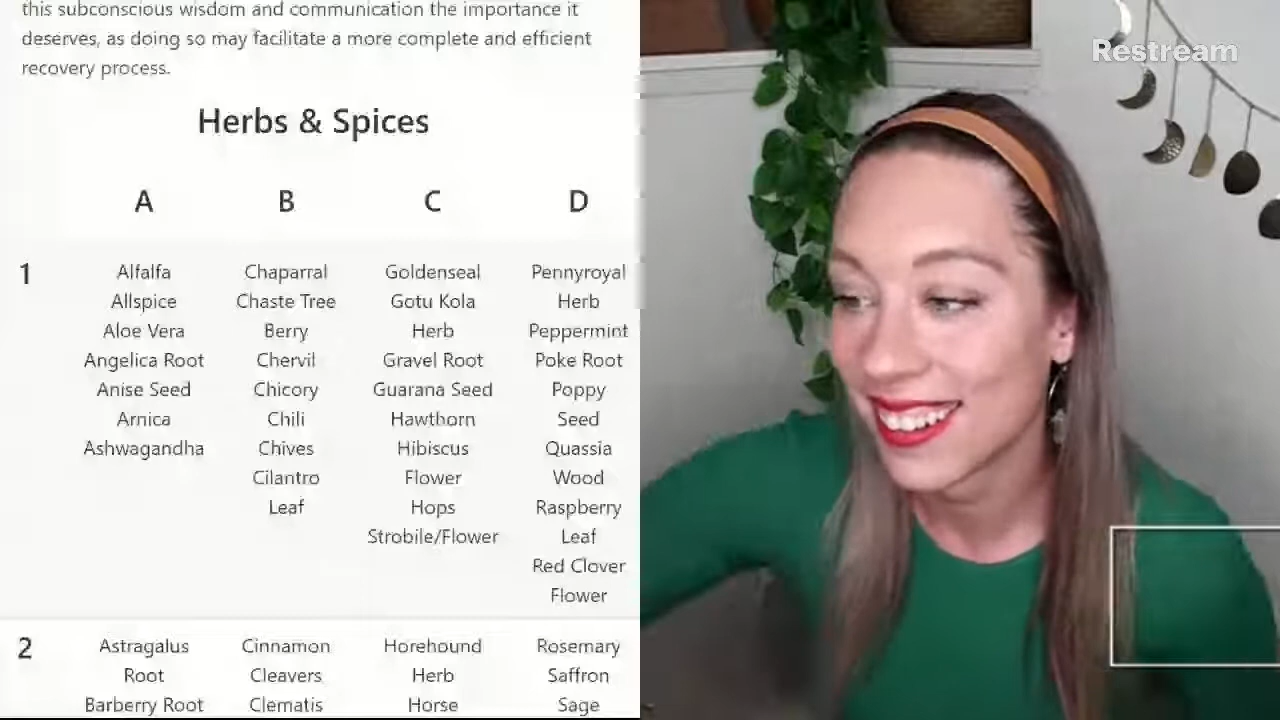 this subconscious wisdom and communication the importance it
deserves, as doing so may facilitate a more complete and efficient
recovery process.
Restream
Herbs & Spices
A B C D
1 Alfalfa Chaparral Goldenseal Pennyroyal
Allspice Chaste Tree Gotu Kola Herb
Aloe Vera Berry Herb Peppermint
Angelica Root Chervil Gravel Root Poke Root
Anise Seed Chicory Guarana Seed Poppy
Arnica Chili Hawthorn Seed
Ashwagandha Chives Hibiscus Quassia
Cilantro Flower Wood
Leaf Hops Raspberry
Strobile/Flower Leaf
Red Clover
Flower
2 Astragalus Cinnamon Horehound Rosemary
Root Cleavers Herb Saffron
Barberry Root Clematis Horse Sage